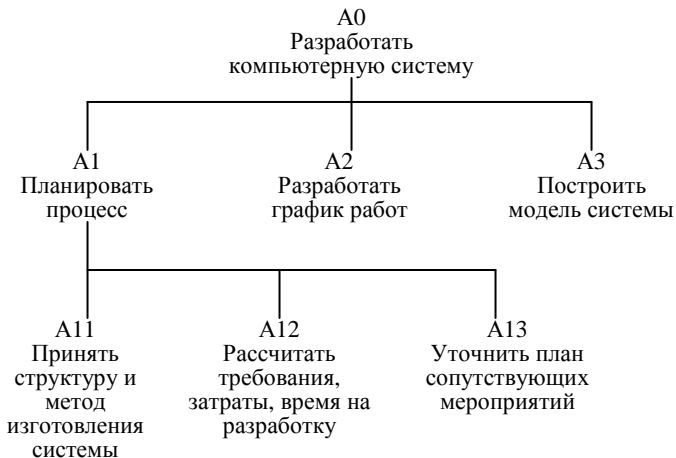 A0
Разработать
компьютерную систему
A1
Планировать
процесс
A2
Разработать
график работ
A3
Построить
модель системы
A11
Принять
структуру и
метод
изготовления
системы
A12
Рассчитать
требования,
затраты, время на
разработку
A13
Уточнить план
сопутствующих
мероприятий